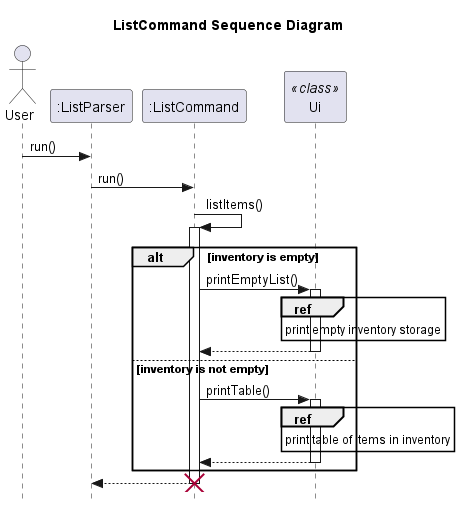 ListCommand Sequence Diagram
User
:ListParser
:ListCommand
«class»
Ui
run()
run()
listItems()
alt
[inventory is empty]
printEmptyList()
ref
print empty inventory storage
[inventory is not empty]
printTable()
ref
print table of items in inventory